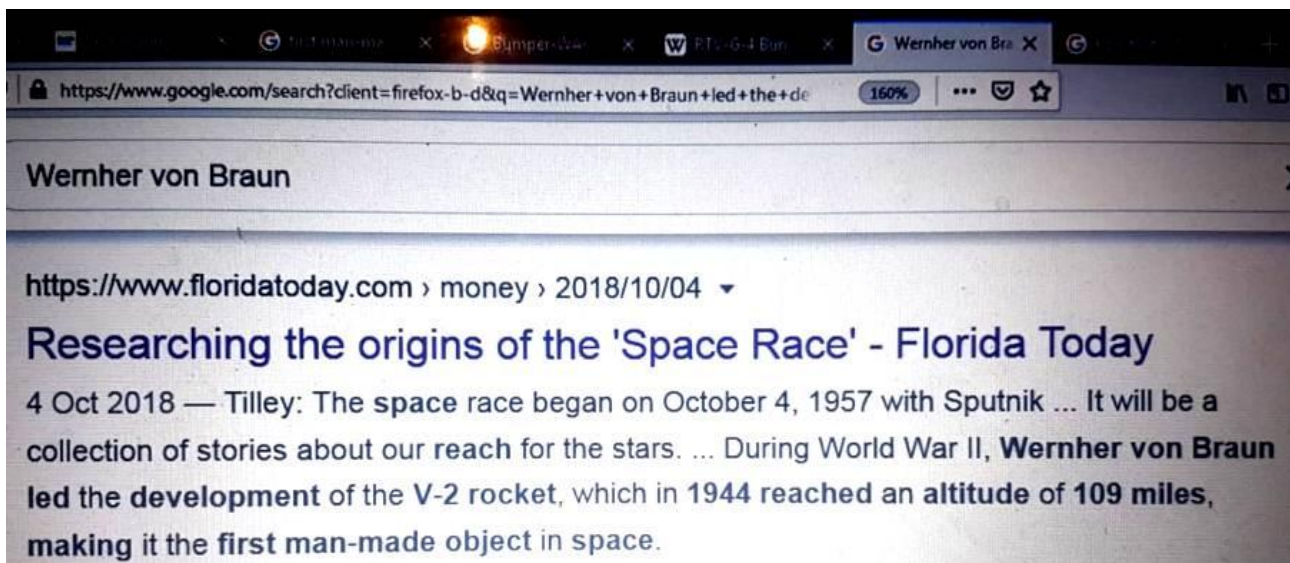 Bumper-WA
RTV-G-4 Bun
Wernher von Bra
https://www.google.com/search?client=firefox-b-d&q=Wernher+von+Braun+led+the+de
160%
Wernher von Braun
https://www.floridatoday.com › money › 2018/10/04
Researching the origins of the 'Space Race' - Florida Today
4 Oct 2018 — Tilley: The space race began on October 4, 1957 with Sputnik ... It will be a
collection of stories about our reach for the stars. ... During World War II, Wernher von Braun
led the development of the V-2 rocket, which in 1944 reached an altitude of 109 miles,
making it the first man-made object in space.